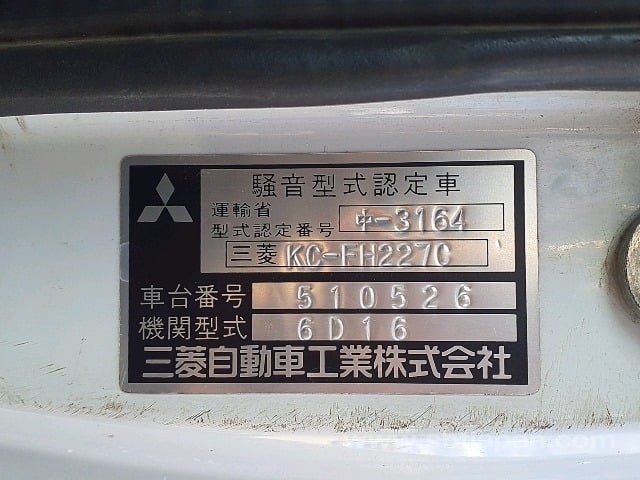 騒音型式認定車
運輸省
型式認定番号 中-3164
三菱 KC-FH227C
車台番号 510526
機関型式 6D16
三菱自動車工業株式会社